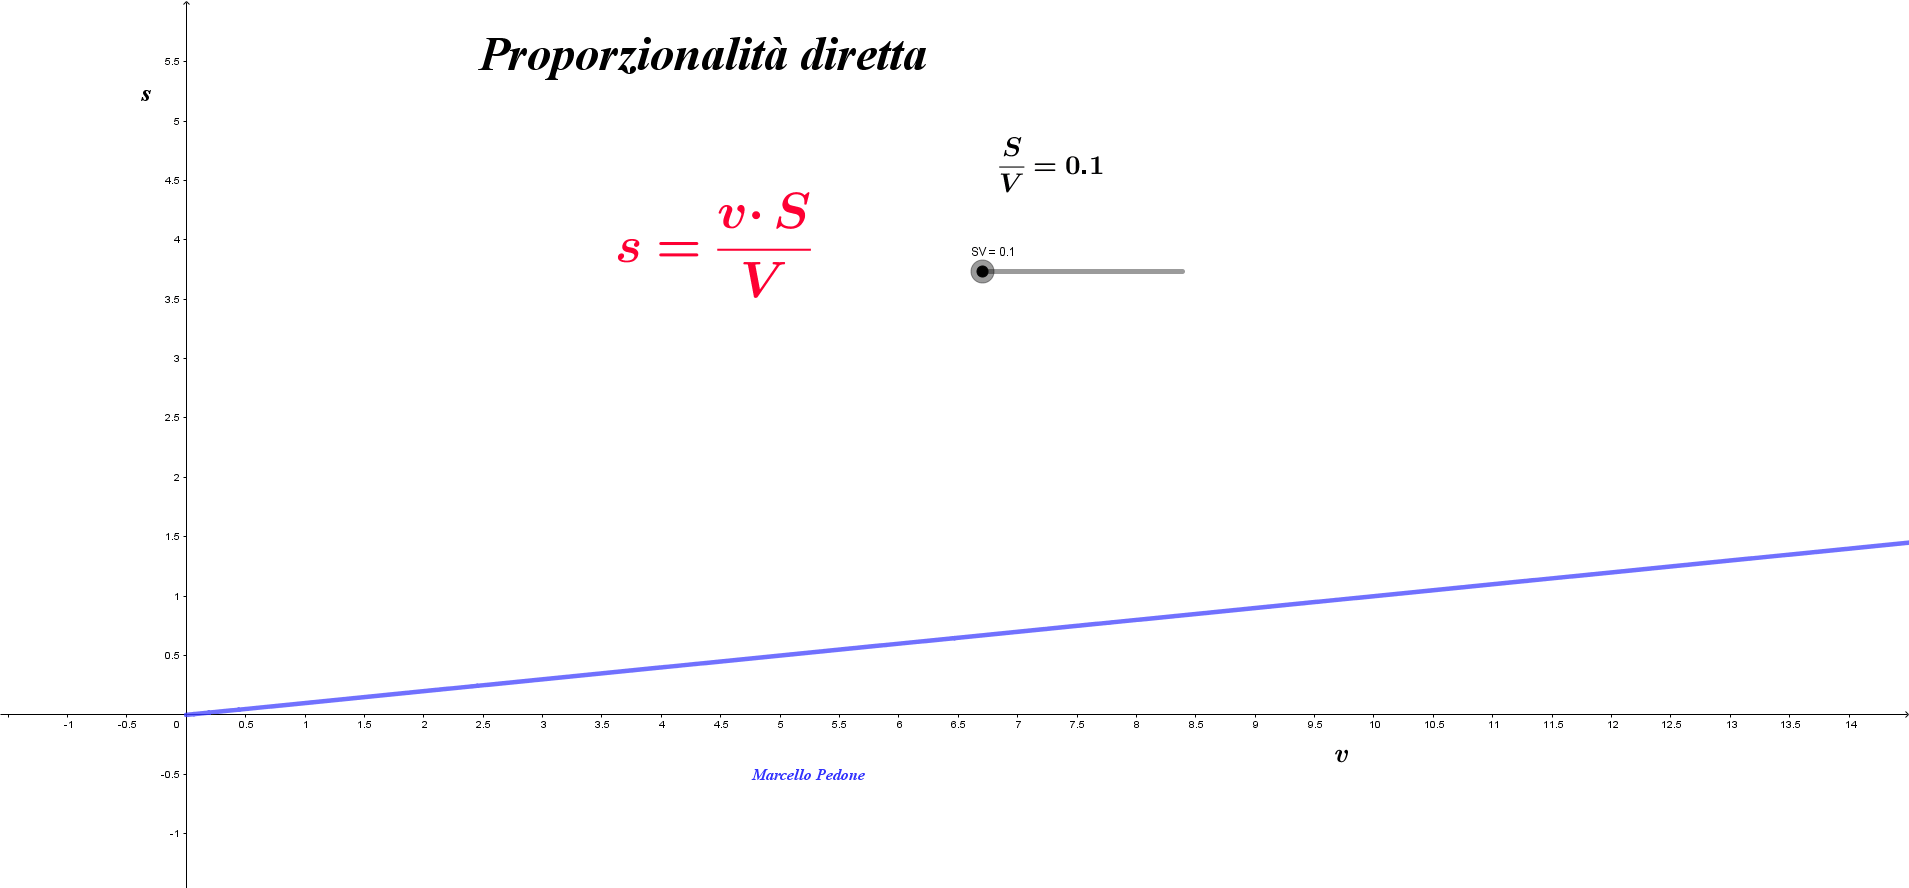 Proporzionalità diretta
s
s = \frac{v · S}{V}
\frac{S}{V} = 0.1
SV = 0.1
5.5
5
4.5
4
3.5
3
2.5
2
1.5
1
0.5
-1 -0.5 0 0.5 1 1.5 2 2.5 3 3.5 4 4.5 5 5.5 6 6.5 7 7.5 8 8.5 9 9.5 10 10.5 11 11.5 12 12.5 13 13.5 14
v
-0.5
Marcello Pedone
-1